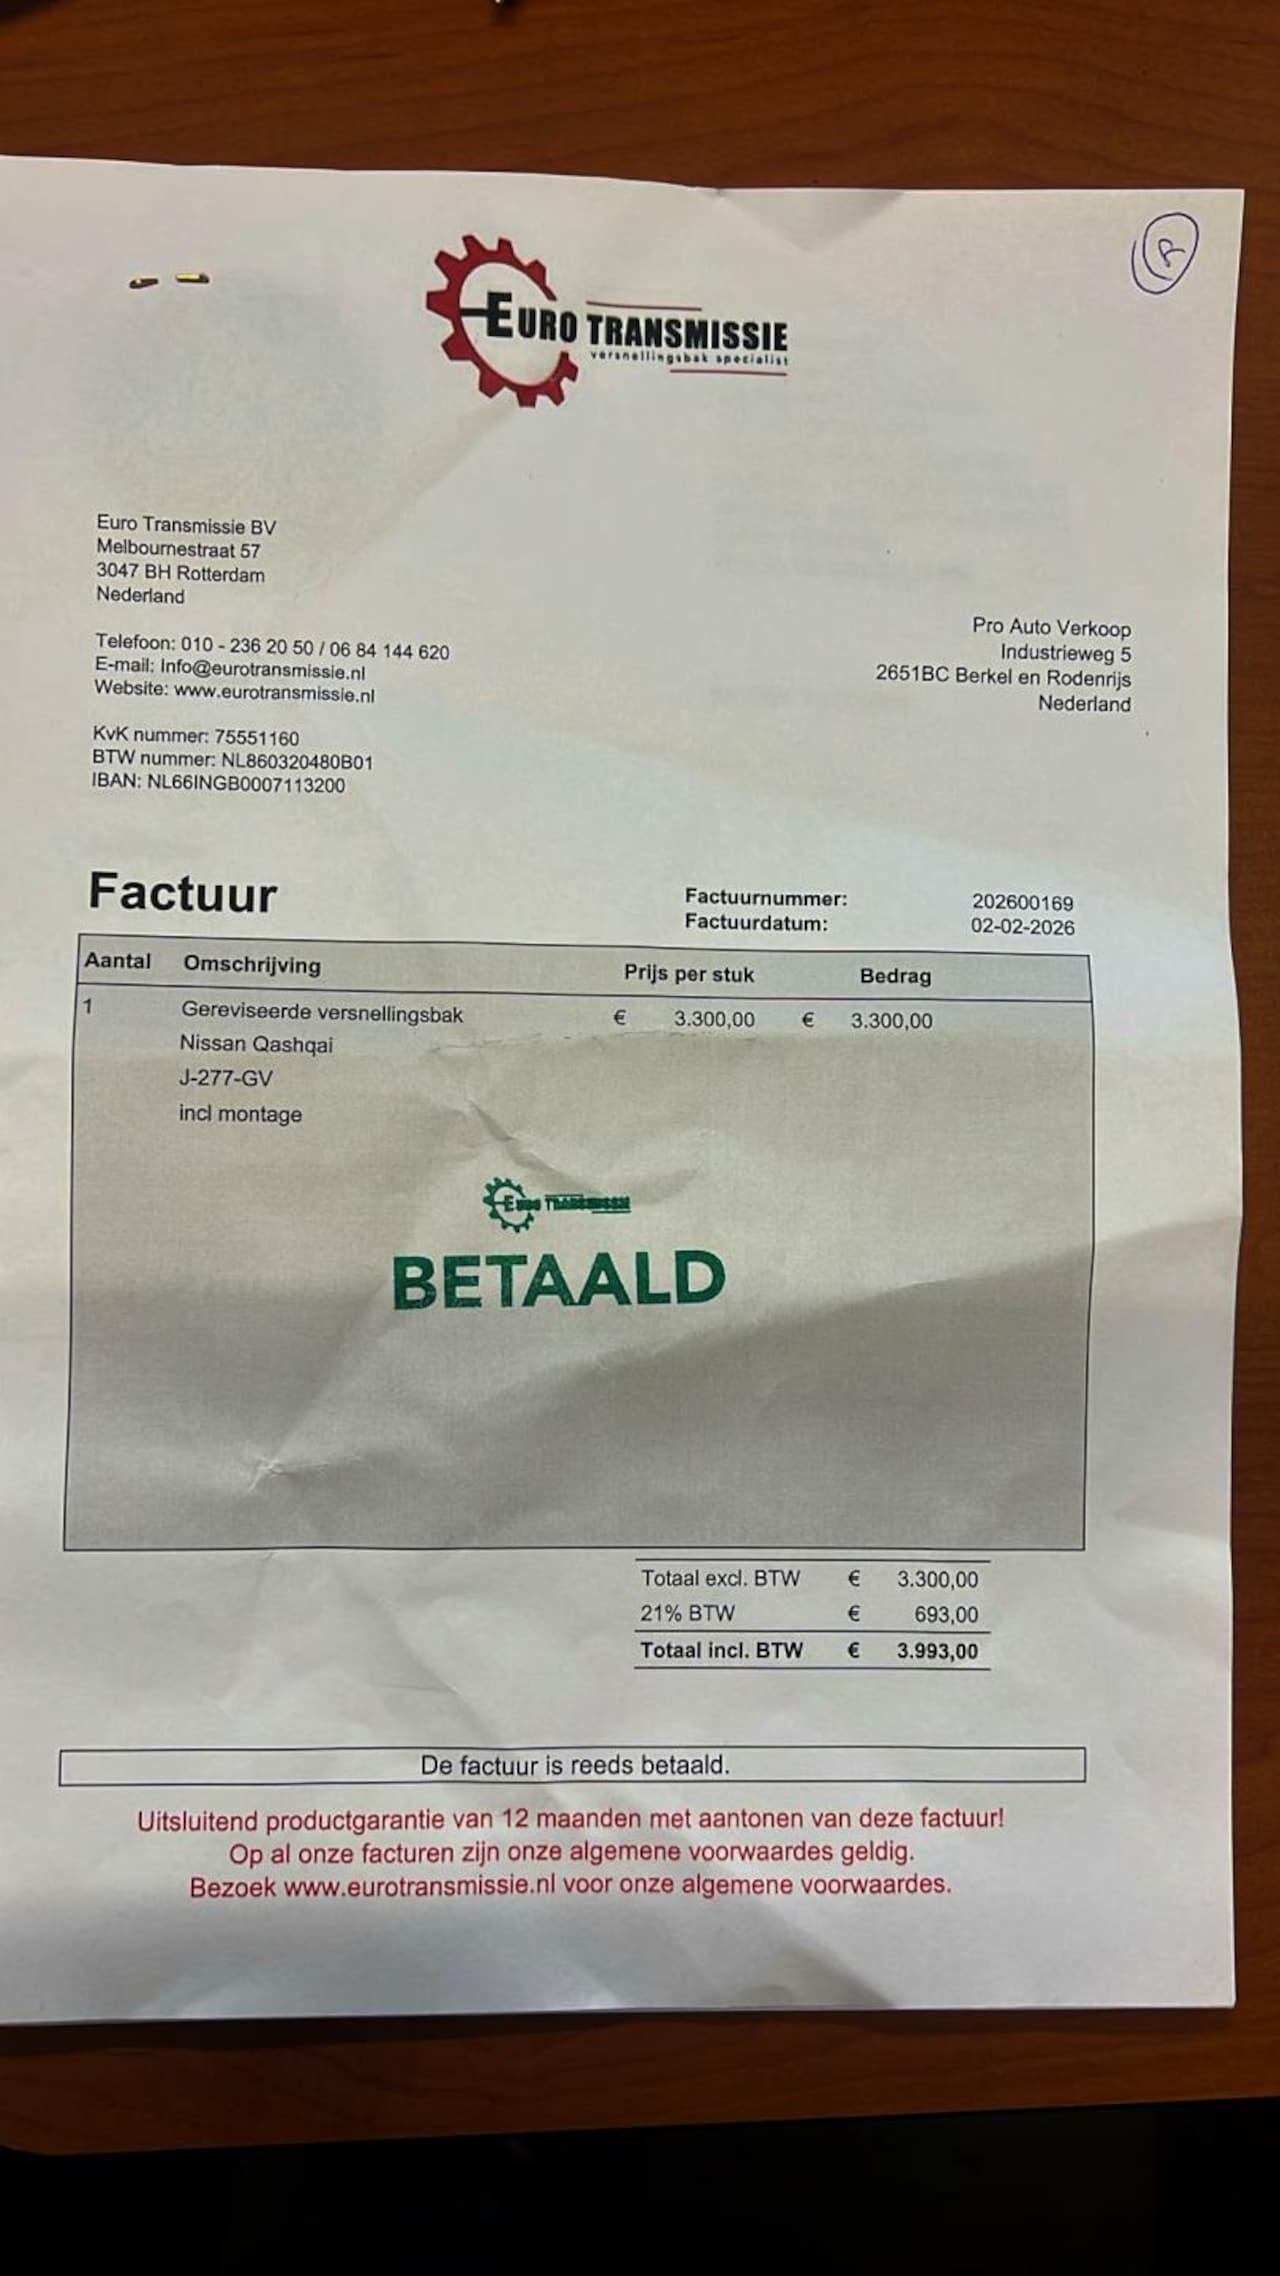 EURO TRANSMISSIE
versnellingsbak specialist
Euro Transmissie BV
Melbournestraat 57
3047 BH Rotterdam
Nederland
Telefoon: 010 - 236 20 50 / 06 84 144 620
E-mail: Info@eurotransmissie.nl
Website: www.eurotransmissie.nl
KvK nummer: 75551160
BTW nummer: NL860320480B01
IBAN: NL66INGB0007113200
Pro Auto Verkoop
Industrieweg 5
2651BC Berkel en Rodenrijs
Nederland
Factuur
Factuurnummer: 202600169
Factuurdatum: 02-02-2026
Aantal Omschrijving Prijs per stuk Bedrag
1 Gereviseerde versnellingsbak € 3.300,00 € 3.300,00
Nissan Qashqai
J-277-GV
incl montage
EURO TRANSMISSIE
BETAALD
Totaal excl. BTW € 3.300,00
21% BTW € 693,00
Totaal incl. BTW € 3.993,00
De factuur is reeds betaald.
Uitsluitend productgarantie van 12 maanden met aantonen van deze factuur!
Op al onze facturen zijn onze algemene voorwaardes geldig.
Bezoek www.eurotransmissie.nl voor onze algemene voorwaardes.